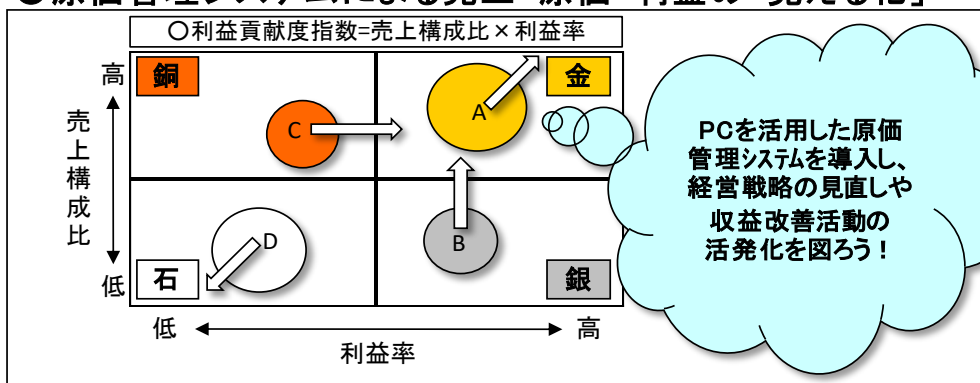 〇利益貢献度指数=売上構成比×利益率
高
銅
金
売上構成比
A
C
PCを活用した原価
管理システムを導入し、
経営戦略の見直しや
収益改善活動の
活発化を図ろう！
D
B
低
石
銀
低
高
利益率